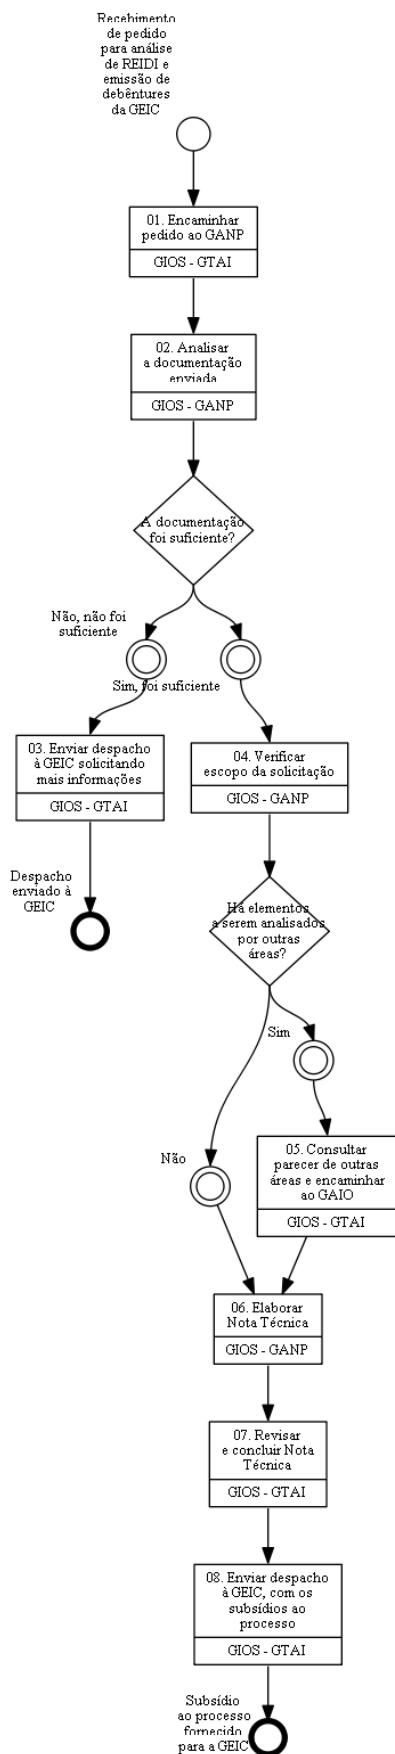 Recebimento
de pedido
para análise
de REIDI e
emissão de
debêntures
da GEIC
01. Encaminhar
pedido ao GANP
GIOS - GTAI
02. Analisar
a documentação
enviada
GIOS - GANP
A documentação
foi suficiente?
Não, não foi
suficiente
Sim, foi suficiente
03. Enviar despacho
à GEIC solicitando
mais informações
GIOS - GTAI
04. Verificar
escopo da solicitação
GIOS - GANP
Despacho
enviado à
GEIC
Há elementos
a serem analisados
por outras
áreas?
Sim
Não
05. Consultar
parecer de outras
áreas e encaminhar
ao GAIO
GIOS - GTAI
06. Elaborar
Nota Técnica
GIOS - GANP
07. Revisar
e concluir Nota
Técnica
GIOS - GTAI
08. Enviar despacho
à GEIC, com os
subsídios ao
processo
GIOS - GTAI
Subsídio
ao processo
fornecido
para a GEIC